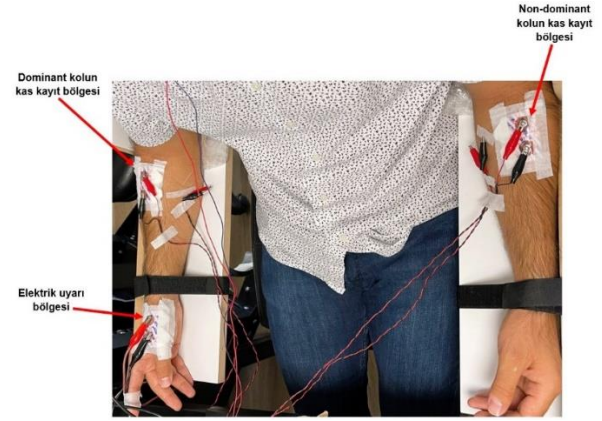 Non-dominant
kolun kas kayıt
bölgesi
Dominant kolun
kas kayıt bölgesi
Elektrik uyarı
bölgesi